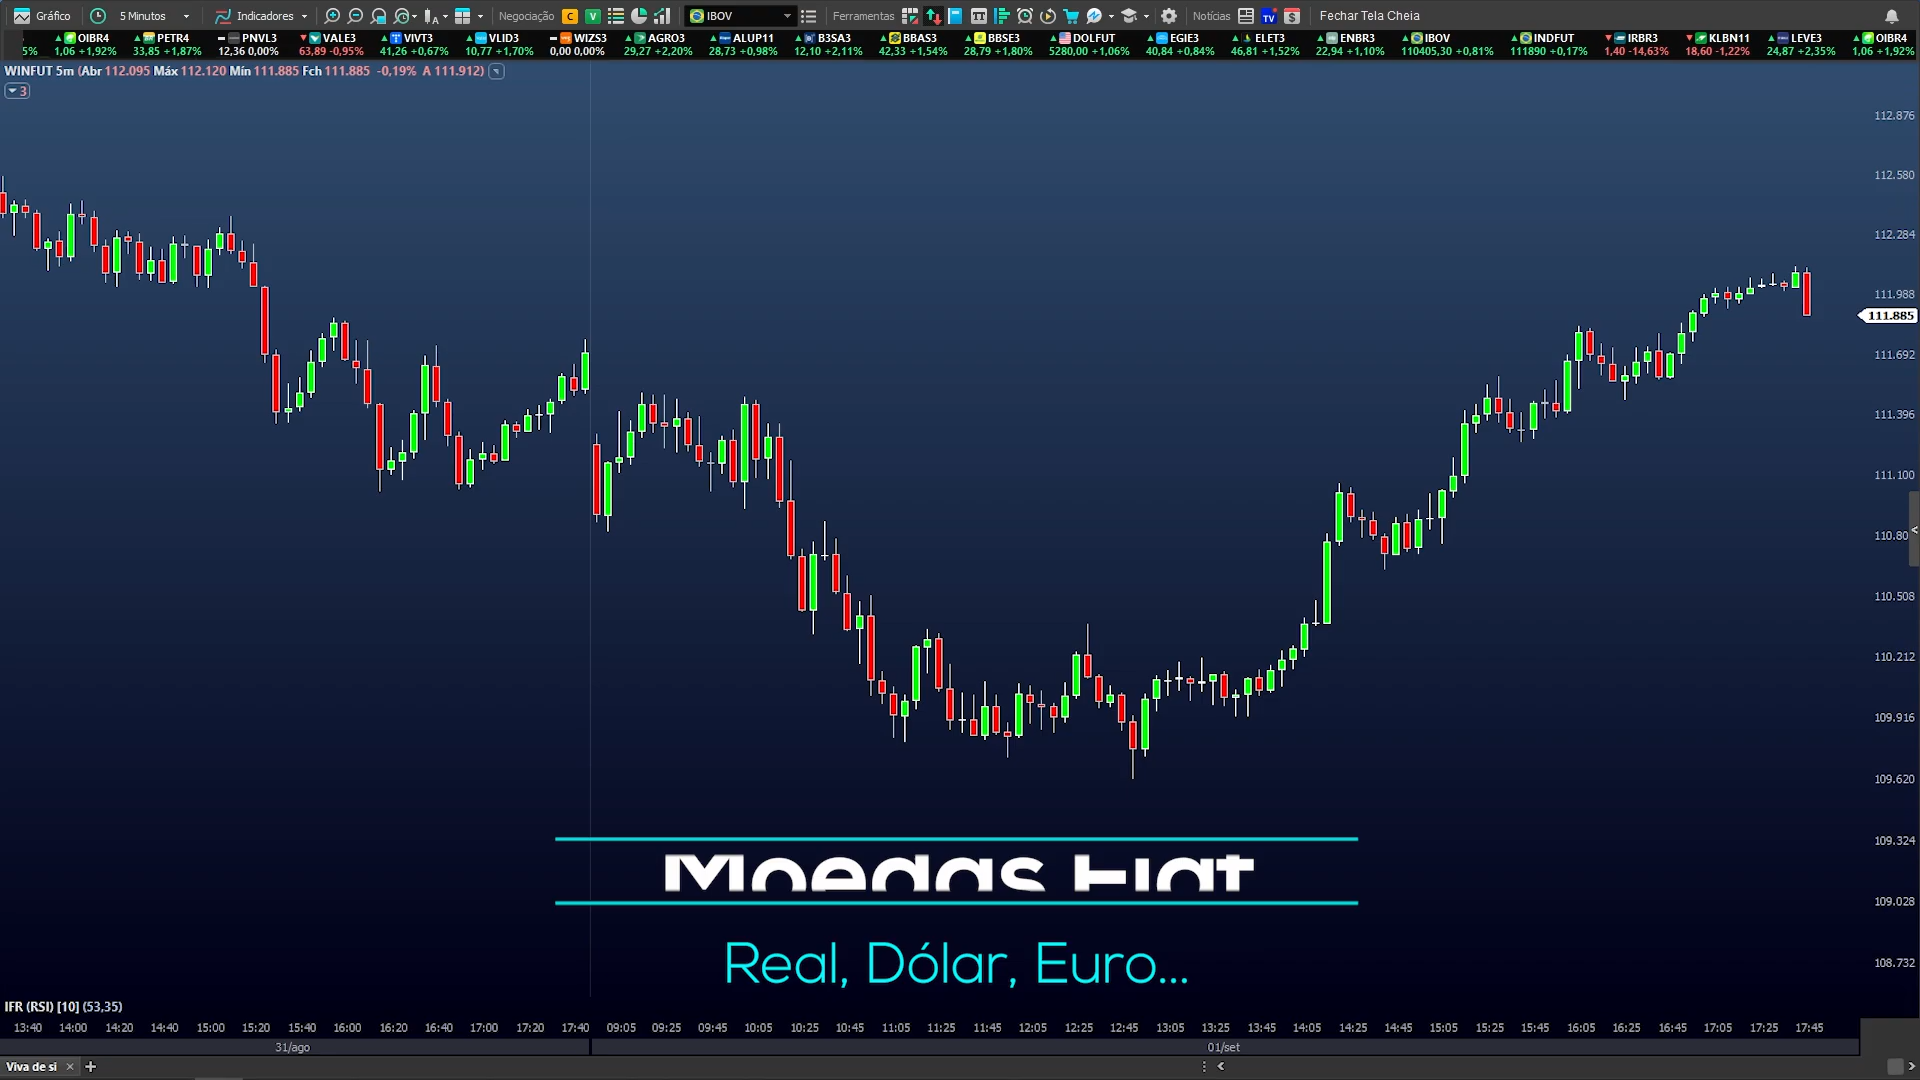 Gráfico 5 Minutos Indicadores Negociação C V IBOV Ferramentas Notícias Fechar Tela Cheia
OIBR4 PETR4 PNVL3 VALE3 VIVT3 VLID3 WIZS3 AGRO3 ALUP11 B3SA3 BBAS3 BBSE3 DOLFUT EGIE3 ELET3 ENBR3 IBOV INDFUT IRBR3 KLBN11 LEVE3 OIBR4
5% 1,06 +1,92% 33,85 +1,87% 12,36 0,00% 63,89 -0,95% 41,26 +0,67% 10,77 +1,70% 0,00 0,00% 29,27 +2,20% 28,73 +0,98% 12,10 +2,11% 42,33 +1,54% 28,79 +1,80% 5280,00 +1,06% 40,84 +0,84% 46,81 +1,52% 22,94 +1,10% 110405,30 +0,81% 111890 +0,17% 1,40 -14,63% 18,60 -1,22% 24,87 +2,35% 1,06 +1,92%
WINFUT 5m (Abr 112.095 Máx 112.120 Mín 111.885 Fch 111.885 -0,19% A 111.912)
3
112.876
112.580
112.284
111.988
111.885
111.692
111.396
111.100
110.80
110.508
110.212
109.916
109.620
109.324
109.028
108.732
Moedas Fiat
Real, Dólar, Euro...
IFR (RSI) [10] (53,35)
13:40 14:00 14:20 14:40 15:00 15:20 15:40 16:00 16:20 16:40 17:00 17:20 17:40 09:05 09:25 09:45 10:05 10:25 10:45 11:05 11:25 11:45 12:05 12:25 12:45 13:05 13:25 13:45 14:05 14:25 14:45 15:05 15:25 15:45 16:05 16:25 16:45 17:05 17:25 17:45
31/ago 01/set
Viva de si